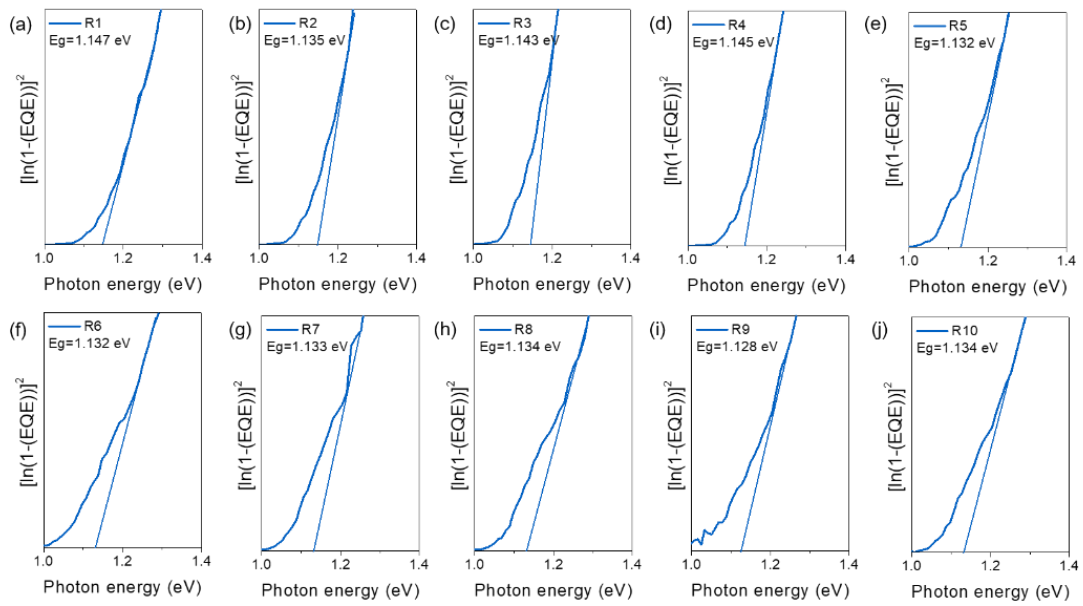 (a)
R1
Eg=1.147 eV
[ln(1-(EQE))]²
1.0 1.2 1.4
Photon energy (eV)
(b)
R2
Eg=1.135 eV
[ln(1-(EQE))]²
1.0 1.2 1.4
Photon energy (eV)
(c)
R3
Eg=1.143 eV
[ln(1-(EQE))]²
1.0 1.2 1.4
Photon energy (eV)
(d)
R4
Eg=1.145 eV
[ln(1-(EQE))]²
1.0 1.2 1.4
Photon energy (eV)
(e)
R5
Eg=1.132 eV
[ln(1-(EQE))]²
1.0 1.2 1.4
Photon energy (eV)
(f)
R6
Eg=1.132 eV
[ln(1-(EQE))]²
1.0 1.2 1.4
Photon energy (eV)
(g)
R7
Eg=1.133 eV
[ln(1-(EQE))]²
1.0 1.2 1.4
Photon energy (eV)
(h)
R8
Eg=1.134 eV
[ln(1-(EQE))]²
1.0 1.2 1.4
Photon energy (eV)
(i)
R9
Eg=1.128 eV
[ln(1-(EQE))]²
1.0 1.2 1.4
Photon energy (eV)
(j)
R10
Eg=1.134 eV
[ln(1-(EQE))]²
1.0 1.2 1.4
Photon energy (eV)